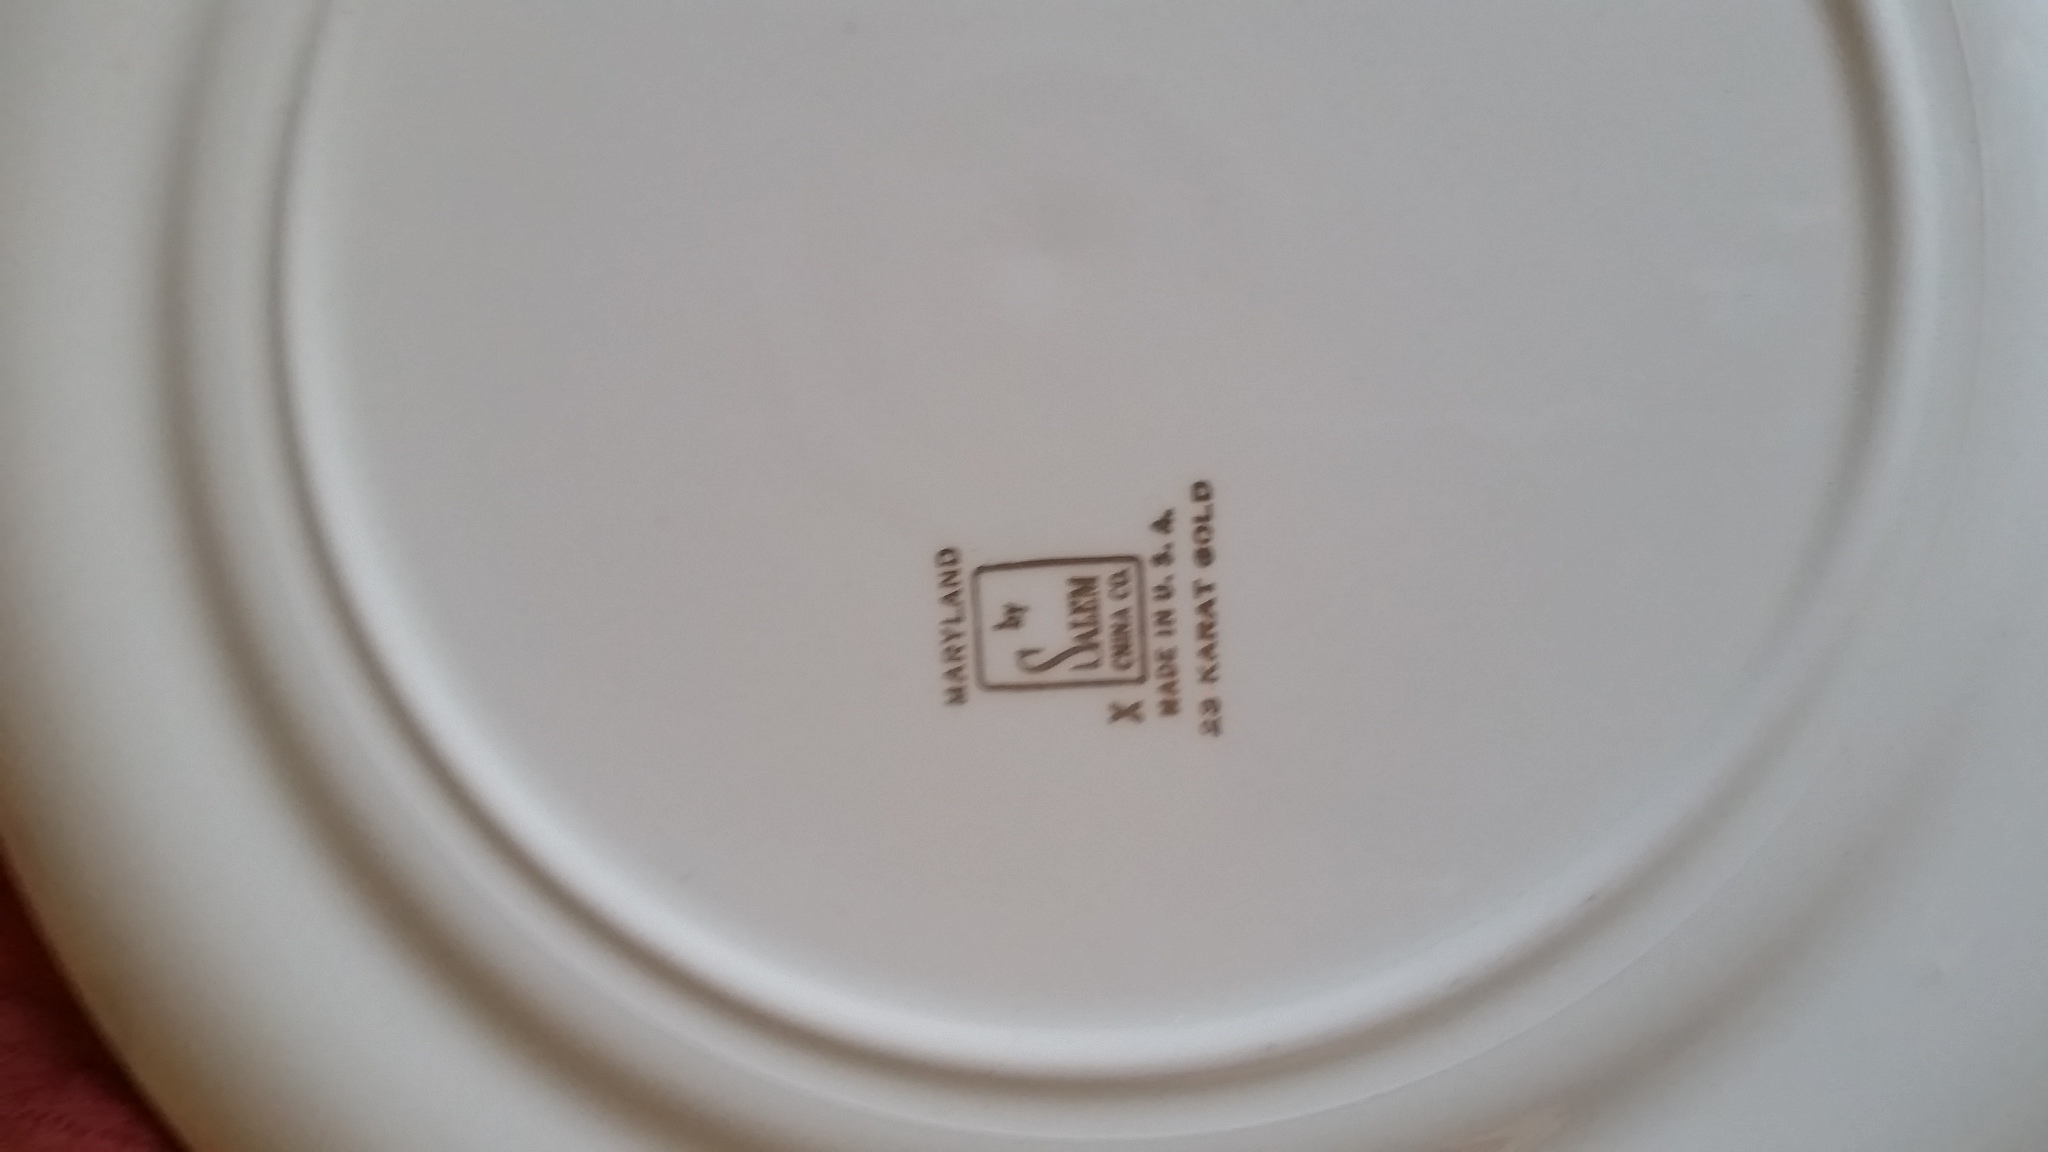 MARYLAND
by
SALEM
CHINA CO.
X
MADE IN U. S. A.
23 KARAT GOLD